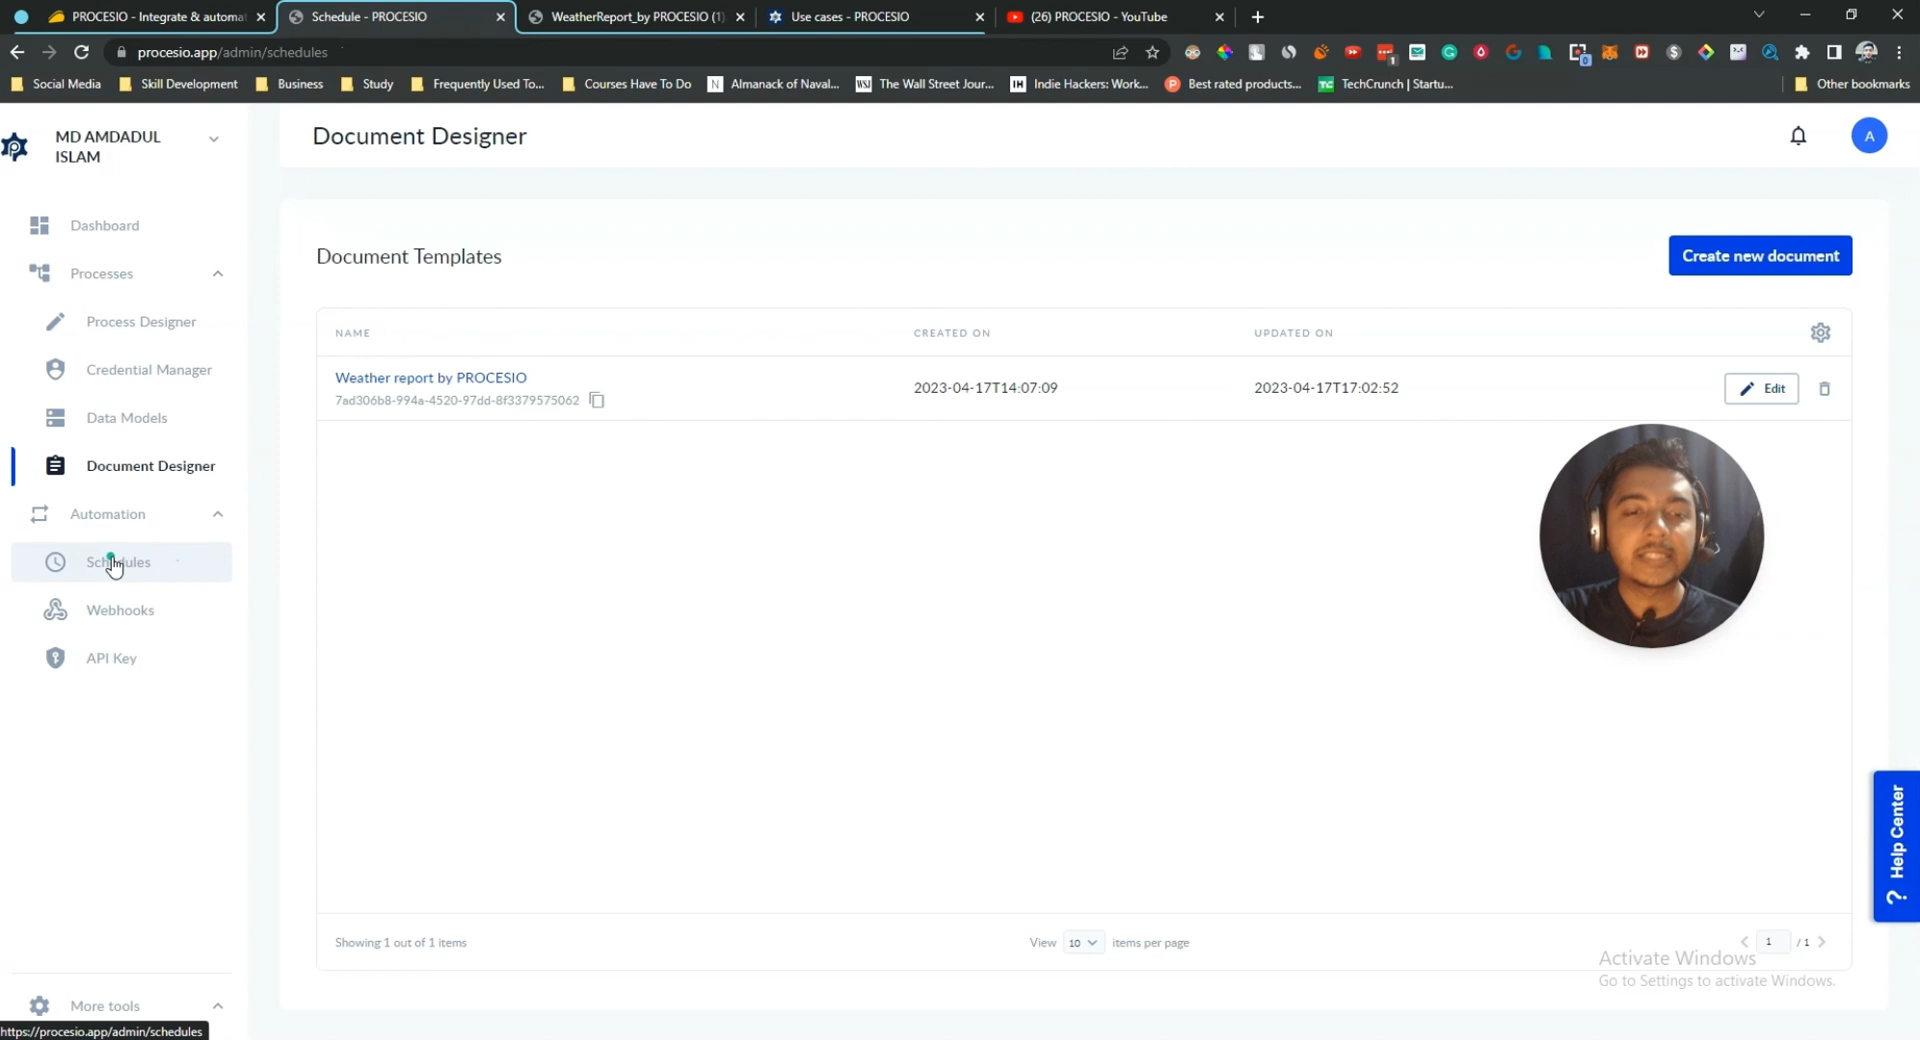 PROCESIO - Integrate & automat
Schedule - PROCESIO
WeatherReport_by PROCESIO (1)
Use cases - PROCESIO
(26) PROCESIO - YouTube
procesio.app/admin/schedules
Social Media
Skill Development
Business
Study
Frequently Used To...
Courses Have To Do
Almanack of Naval...
The Wall Street Jour...
Indie Hackers: Work...
Best rated products...
TechCrunch | Startu...
Other bookmarks
MD AMDADUL
ISLAM
Document Designer
A
Dashboard
Processes
Process Designer
Credential Manager
Data Models
Document Designer
Automation
Schedules
Webhooks
API Key
More tools
https://procesio.app/admin/schedules
Document Templates
Create new document
NAME
CREATED ON
UPDATED ON
Weather report by PROCESIO
7ad306b8-994a-4520-97dd-8f3379575062
2023-04-17T14:07:09
2023-04-17T17:02:52
Edit
Showing 1 out of 1 items
View 10 items per page
1 / 1
Help Center
Activate Windows
Go to Settings to activate Windows.